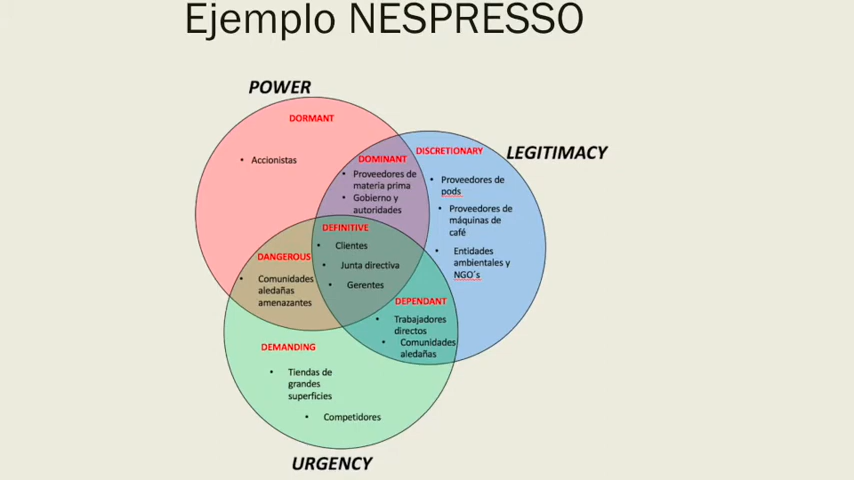 Ejemplo NESPRESSO
POWER
DORMANT
• Accionistas
LEGITIMACY
DISCRETIONARY
• Proveedores de
pods
• Proveedores de
máquinas de
café
• Entidades
ambientales y
NGO´s
DOMINANT
• Proveedores de
materia prima
• Gobierno y
autoridades
DEFINITIVE
• Clientes
• Junta directiva
• Gerentes
DANGEROUS
• Comunidades
aledañas
amenazantes
DEPENDANT
• Trabajadores
directos
• Comunidades
aledañas
DEMANDING
• Tiendas de
grandes
superficies
• Competidores
URGENCY